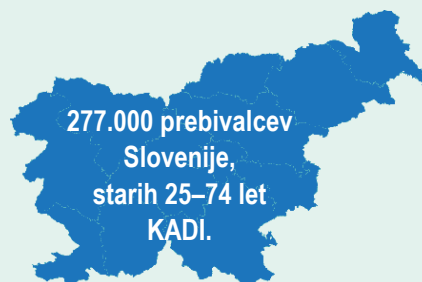 277.000 prebivalcev
Slovenije,
starih 25–74 let
KADI.